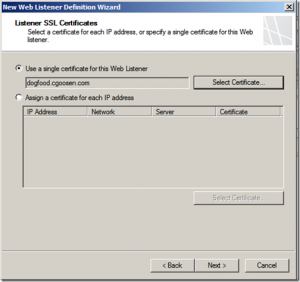 New Web Listener Definition Wizard
Listener SSL Certificates
Select a certificate for each IP address, or specify a single certificate for this Web
listener.
Use a single certificate for this Web Listener
dogfood.cgoosen.com
Select Certificate...
Assign a certificate for each IP address
IP Address Network Server Certificate
Select Certificate...
< Back Next > Cancel